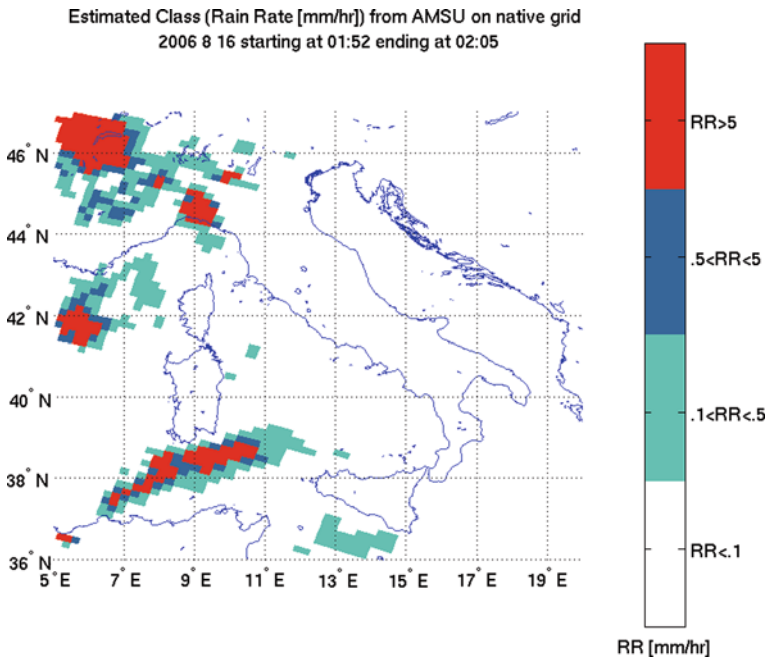 Estimated Class (Rain Rate [mm/hr]) from AMSU on native grid
2006 8 16 starting at 01:52 ending at 02:05
46° N
44° N
42° N
40° N
38° N
36° N
5° E 7° E 9° E 11° E 13° E 15° E 17° E 19° E
RR>5
.5<RR<5
.1<RR<.5
RR<.1
RR [mm/hr]